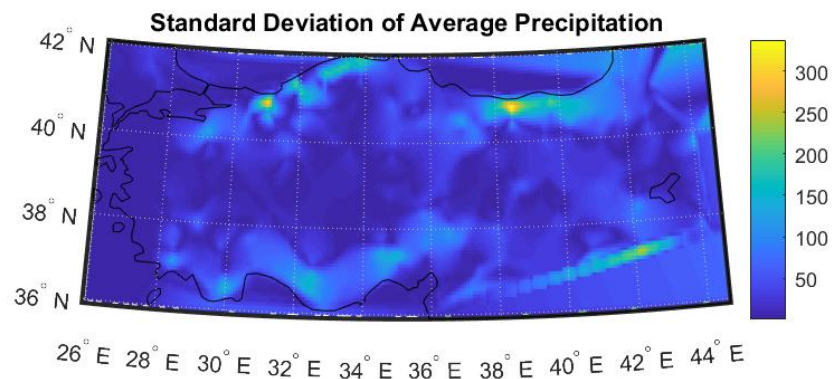 Standard Deviation of Average Precipitation
42° N
40° N
38° N
36° N
26° E 28° E 30° E 32° E 34° E 36° E 38° E 40° E 42° E 44° E
300
250
200
150
100
50